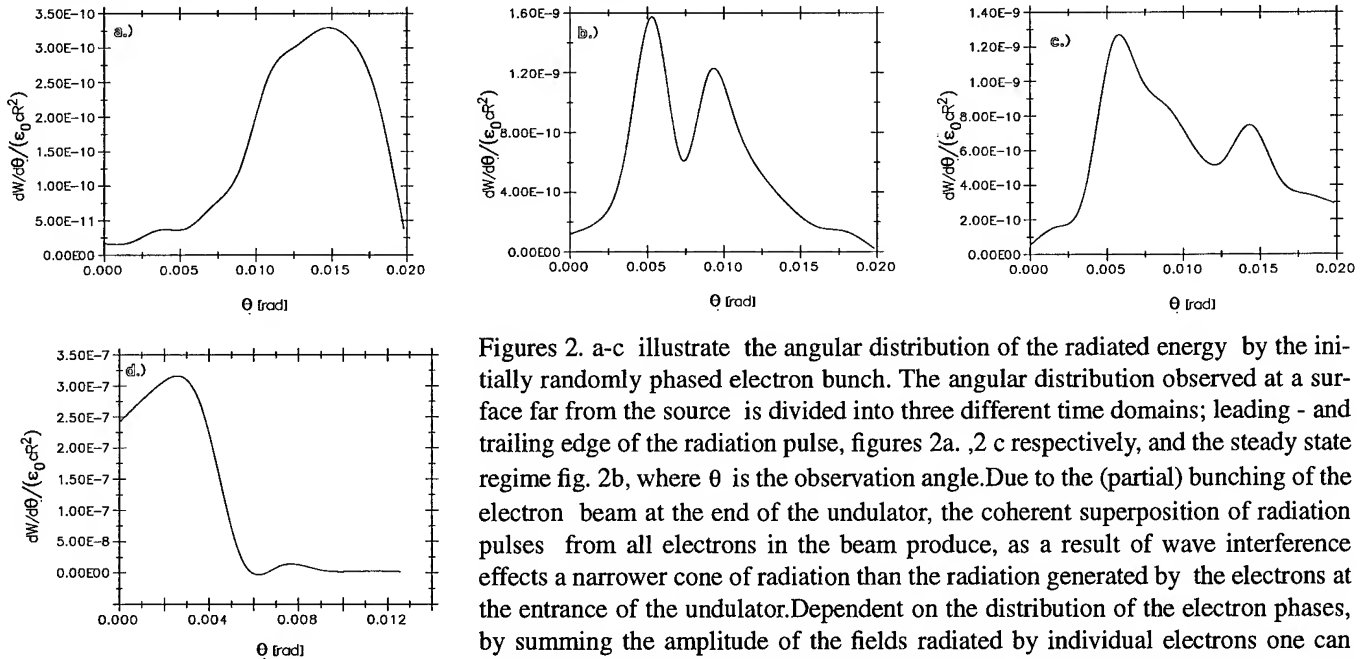 a.)
3.50E-10
3.00E-10
2.50E-10
2.00E-10
1.50E-10
1.00E-10
5.00E-11
0.00E00
dW/dθ/(ε₀cR²)
0.000 0.005 0.010 0.015 0.020
θ [rad]
b.)
1.60E-9
1.20E-9
8.00E-10
4.00E-10
0.00E00
dW/dθ/(ε₀cR²)
0.000 0.005 0.010 0.015 0.020
θ [rad]
c.)
1.40E-9
1.20E-9
1.00E-9
8.00E-10
6.00E-10
4.00E-10
2.00E-10
0.00E00
dW/dθ/(ε₀cR²)
0.000 0.005 0.010 0.015 0.020
θ [rad]
d.)
3.50E-7
3.00E-7
2.50E-7
2.00E-7
1.50E-7
1.50E-7
5.00E-8
0.00E00
dW/dθ/(ε₀cR²)
0.000 0.004 0.008 0.012
θ [rad]
Figures 2. a-c illustrate the angular distribution of the radiated energy by the ini-
tially randomly phased electron bunch. The angular distribution observed at a sur-
face far from the source is divided into three different time domains; leading - and
trailing edge of the radiation pulse, figures 2a. ,2 c respectively, and the steady state
regime fig. 2b, where θ is the observation angle.Due to the (partial) bunching of the
electron beam at the end of the undulator, the coherent superposition of radiation
pulses from all electrons in the beam produce, as a result of wave interference
effects a narrower cone of radiation than the radiation generated by the electrons at
the entrance of the undulator.Dependent on the distribution of the electron phases,
by summing the amplitude of the fields radiated by individual electrons one can